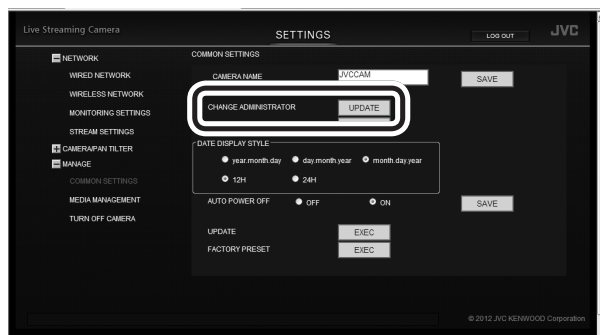 Live Streaming Camera
SETTINGS
LOG OUT
JVC
NETWORK
WIRED NETWORK
WIRELESS NETWORK
MONITORING SETTINGS
STREAM SETTINGS
CAMERA/PAN TILTER
MANAGE
COMMON SETTINGS
MEDIA MANAGEMENT
TURN OFF CAMERA
COMMON SETTINGS
CAMERA NAME JVCCAM SAVE
CHANGE ADMINISTRATOR UPDATE
DATE DISPLAY STYLE
year.month.day day.month.year month.day.year
12H 24H
AUTO POWER OFF OFF ON SAVE
UPDATE EXEC
FACTORY PRESET EXEC
© 2012 JVC KENWOOD Corporation